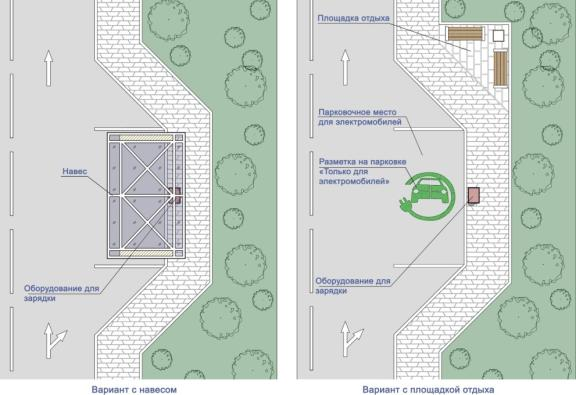 Навес
Оборудование для
зарядки
Вариант с навесом
Площадка отдыха
Парковочное место
для электромобилей
Разметка на парковке
«Только для
электромобилей»
Оборудование для
зарядки
Вариант с площадкой отдыха